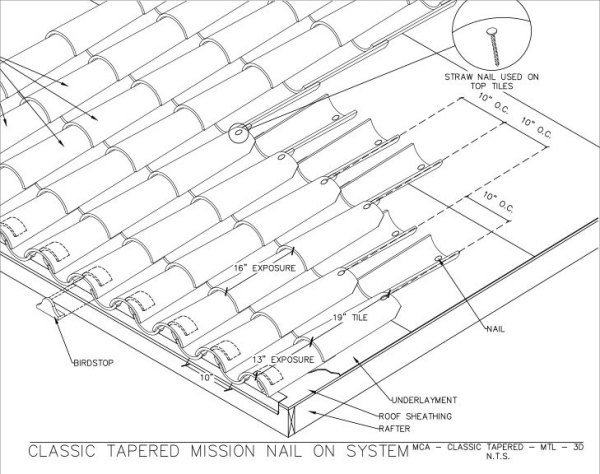 STRAW NAIL USED ON
TOP TILES
10" O.C.
10" O.C.
10" O.C.
16" EXPOSURE
19" TILE
NAIL
13" EXPOSURE
BIRDSTOP
10"
UNDERLAYMENT
ROOF SHEATHING
RAFTER
CLASSIC TAPERED MISSION NAIL ON SYSTEM
MCA - CLASSIC TAPERED - MTL - 3D
N.T.S.